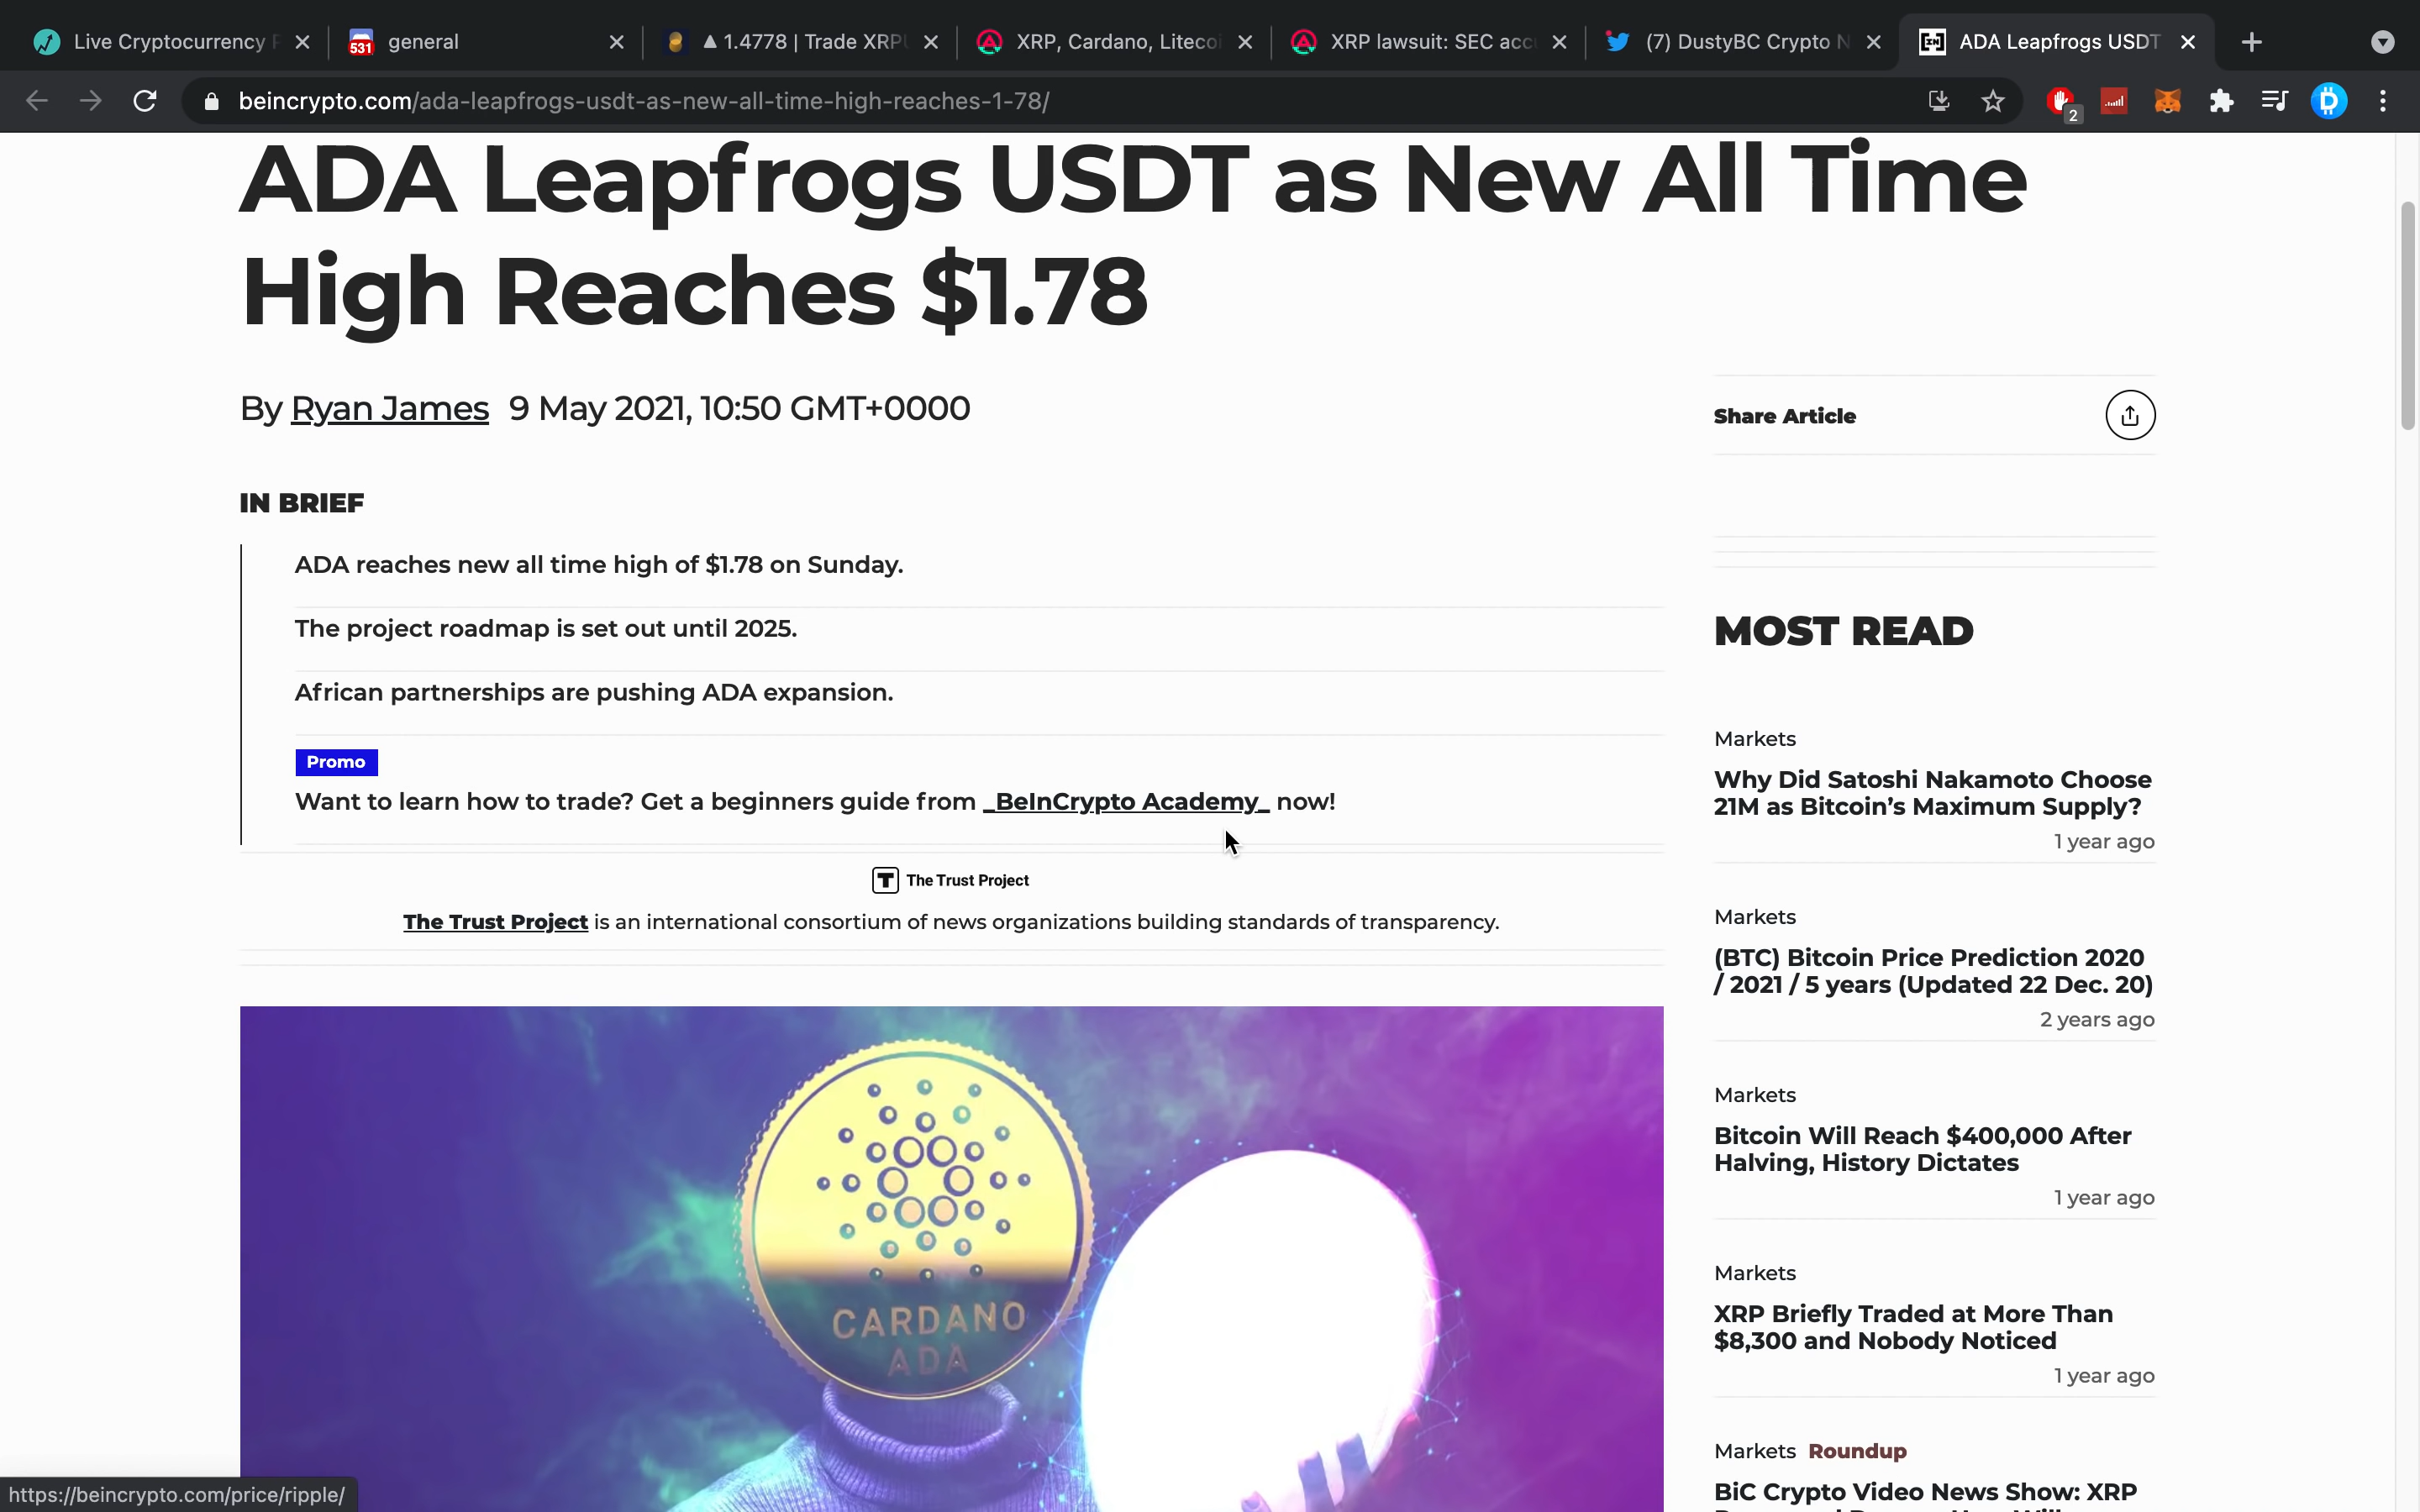 Live Cryptocurrency P
531
general
▲ 1.4778 | Trade XRPU
XRP, Cardano, Liteco
XRP lawsuit: SEC acc
(7) DustyBC Crypto N
ADA Leapfrogs USDT
beincrypto.com/ada-leapfrogs-usdt-as-new-all-time-high-reaches-1-78/
2
ADA Leapfrogs USDT as New All Time
High Reaches $1.78
By Ryan James 9 May 2021, 10:50 GMT+0000
Share Article
IN BRIEF
ADA reaches new all time high of $1.78 on Sunday.
The project roadmap is set out until 2025.
African partnerships are pushing ADA expansion.
Promo
Want to learn how to trade? Get a beginners guide from _BeInCrypto Academy_ now!
The Trust Project
The Trust Project is an international consortium of news organizations building standards of transparency.
CARDANO
ADA
MOST READ
Markets
Why Did Satoshi Nakamoto Choose
21M as Bitcoin’s Maximum Supply?
1 year ago
Markets
(BTC) Bitcoin Price Prediction 2020
/ 2021 / 5 years (Updated 22 Dec. 20)
2 years ago
Markets
Bitcoin Will Reach $400,000 After
Halving, History Dictates
1 year ago
Markets
XRP Briefly Traded at More Than
$8,300 and Nobody Noticed
1 year ago
Markets Roundup
BiC Crypto Video News Show: XRP
https://beincrypto.com/price/ripple/